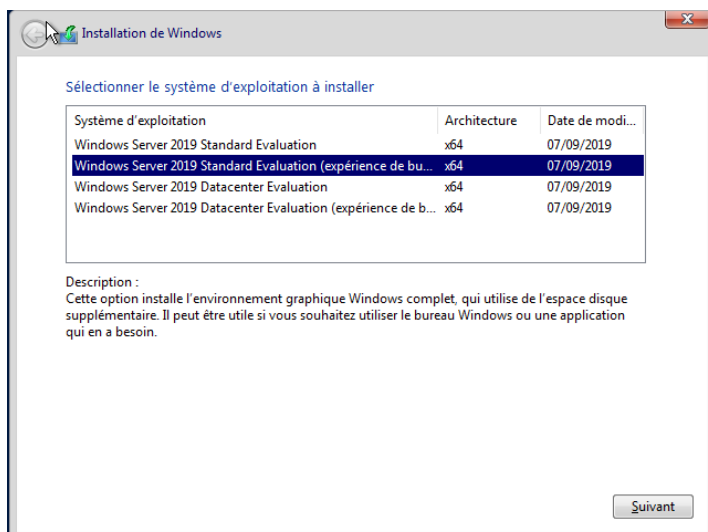 Installation de Windows
Sélectionner le système d'exploitation à installer
Système d'exploitation Architecture Date de modi...
Windows Server 2019 Standard Evaluation x64 07/09/2019
Windows Server 2019 Standard Evaluation (expérience de bu... x64 07/09/2019
Windows Server 2019 Datacenter Evaluation x64 07/09/2019
Windows Server 2019 Datacenter Evaluation (expérience de b... x64 07/09/2019
Description :
Cette option installe l'environnement graphique Windows complet, qui utilise de l'espace disque
supplémentaire. Il peut être utile si vous souhaitez utiliser le bureau Windows ou une application
qui en a besoin.
Suivant